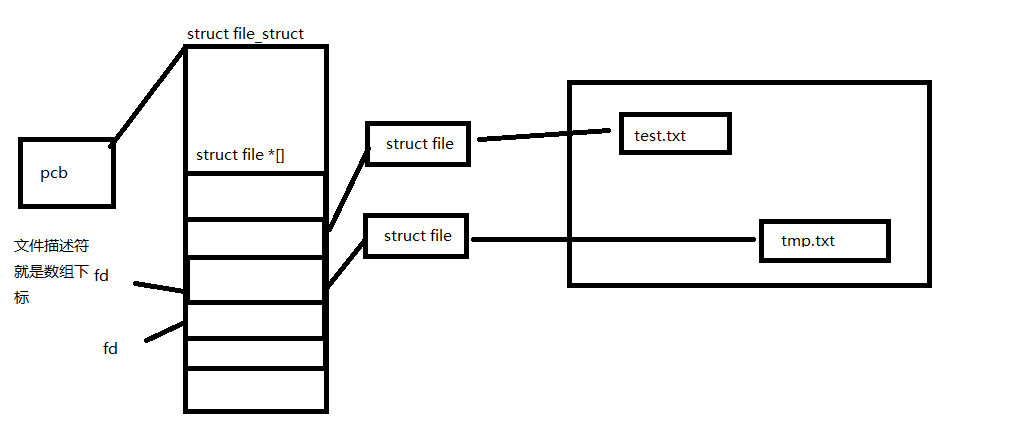 struct file_struct
struct file *[]
pcb
struct file
test.txt
struct file
tmp.txt
文件描述符
就是数组下
标
fd
fd